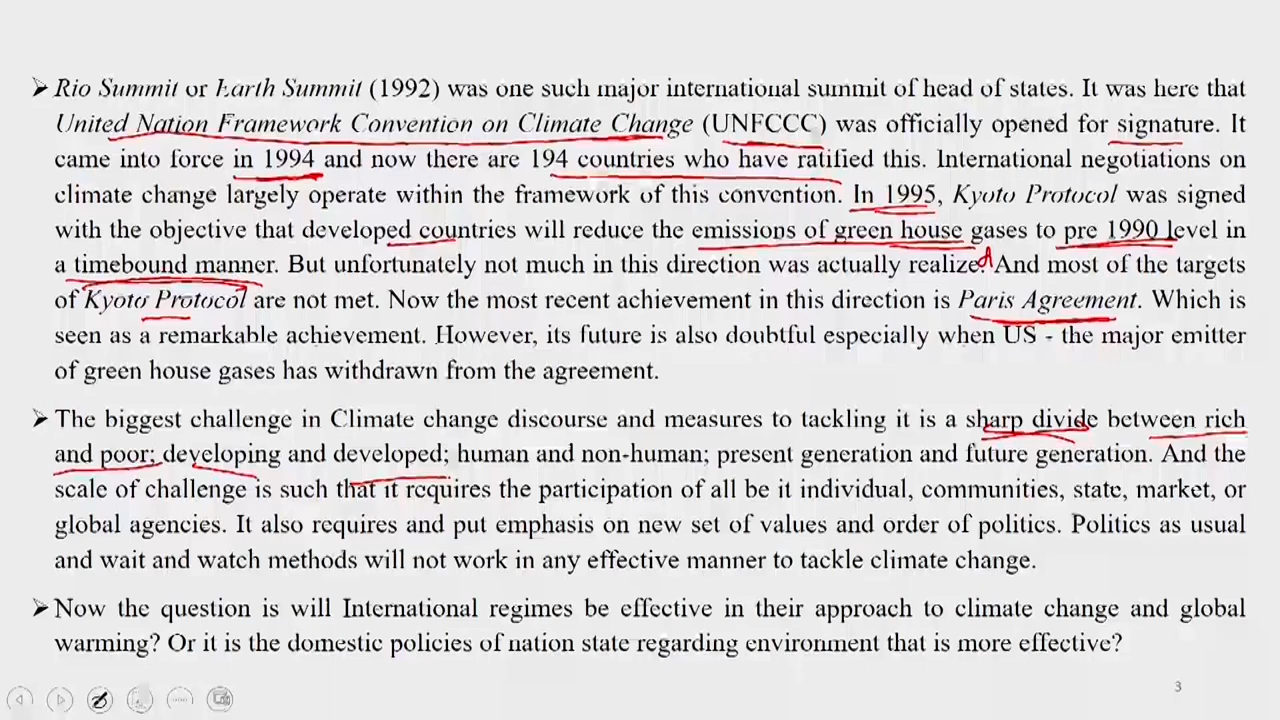 ➢ Rio Summit or Earth Summit (1992) was one such major international summit of head of states. It was here that
United Nation Framework Convention on Climate Change (UNFCCC) was officially opened for signature. It
came into force in 1994 and now there are 194 countries who have ratified this. International negotiations on
climate change largely operate within the framework of this convention. In 1995, Kyoto Protocol was signed
with the objective that developed countries will reduce the emissions of green house gases to pre 1990 level in
a timebound manner. But unfortunately not much in this direction was actually realize.d And most of the targets
of Kyoto Protocol are not met. Now the most recent achievement in this direction is Paris Agreement. Which is
seen as a remarkable achievement. However, its future is also doubtful especially when US - the major emitter
of green house gases has withdrawn from the agreement.
➢ The biggest challenge in Climate change discourse and measures to tackling it is a sharp divide between rich
and poor; developing and developed; human and non-human; present generation and future generation. And the
scale of challenge is such that it requires the participation of all be it individual, communities, state, market, or
global agencies. It also requires and put emphasis on new set of values and order of politics. Politics as usual
and wait and watch methods will not work in any effective manner to tackle climate change.
➢ Now the question is will International regimes be effective in their approach to climate change and global
warming? Or it is the domestic policies of nation state regarding environment that is more effective?
3